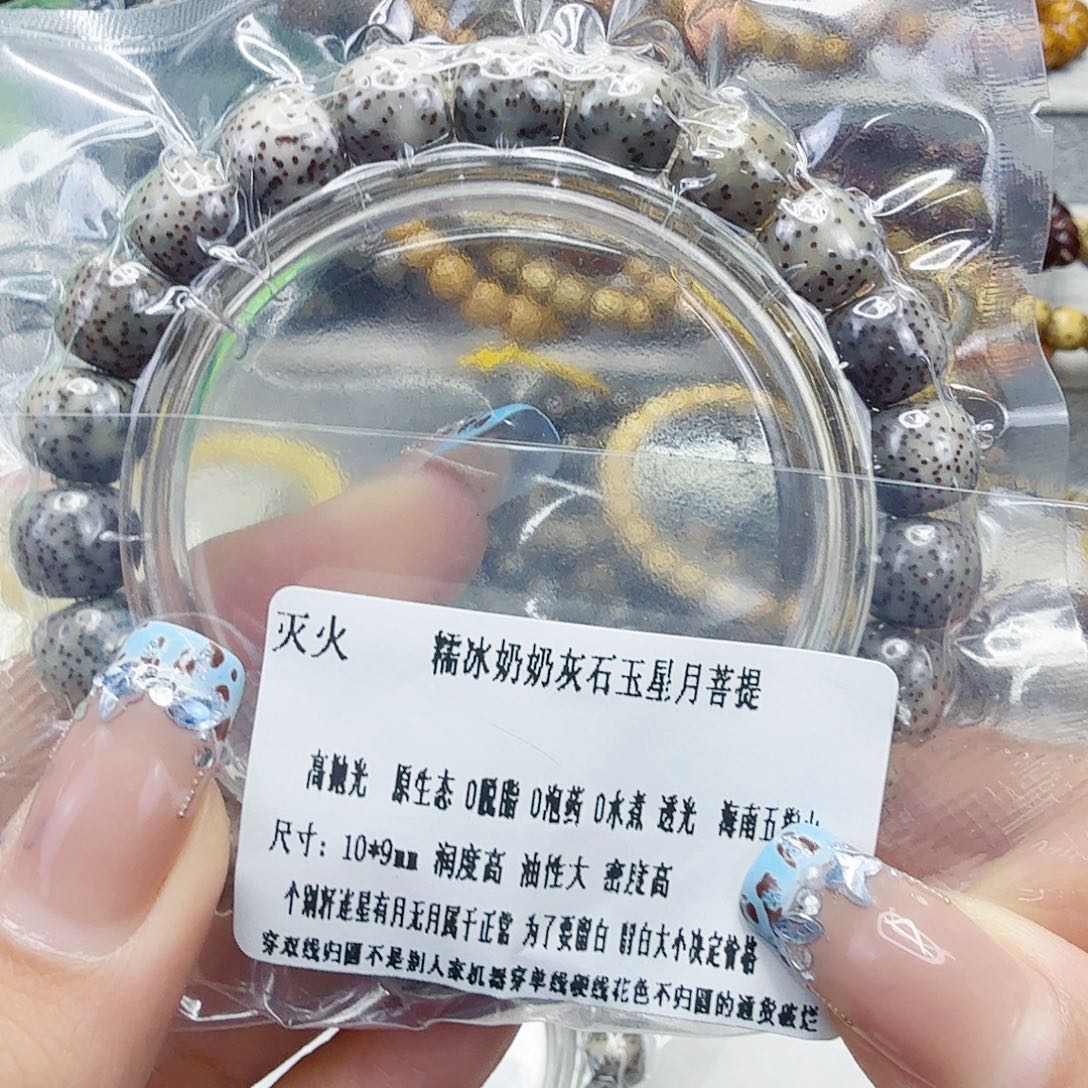 灭火 糯冰奶奶灰石玉星月菩提
高抛光 原生态 0脱脂 0泡药 0水煮 透光 海南五
尺寸：10*9mm 润度高 油性大 密度高
个别籽连星有月无月属于正常 为了要留白 留白大小决定价格
穿双线归圆不是别人家机器穿单线硬线花色不归圆的通货破烂